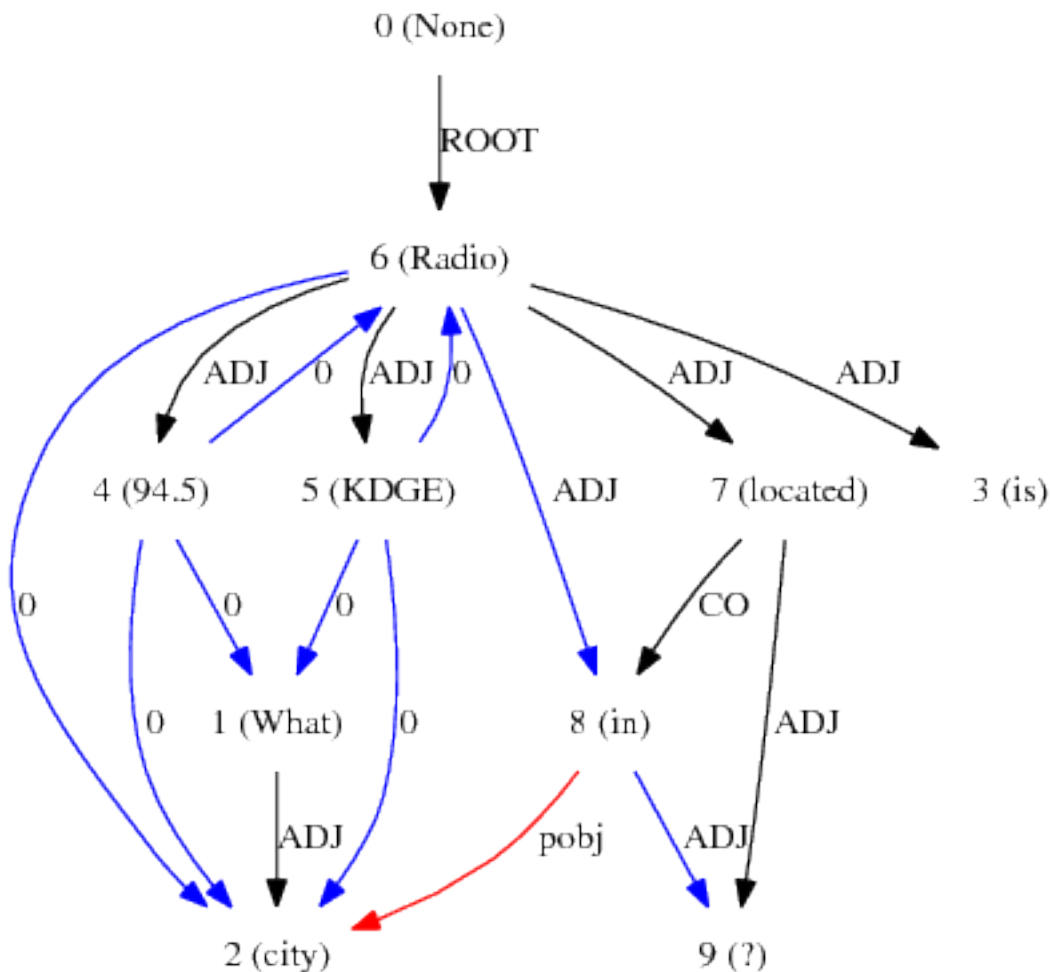 0 (None)
ROOT
6 (Radio)
ADJ 0 ADJ 0 ADJ ADJ
4 (94.5) 5 (KDGE) ADJ 7 (located) 3 (is)
0 0 0 CO
0 1 (What) 0 8 (in) ADJ
ADJ pobj ADJ
2 (city) 9 (?)